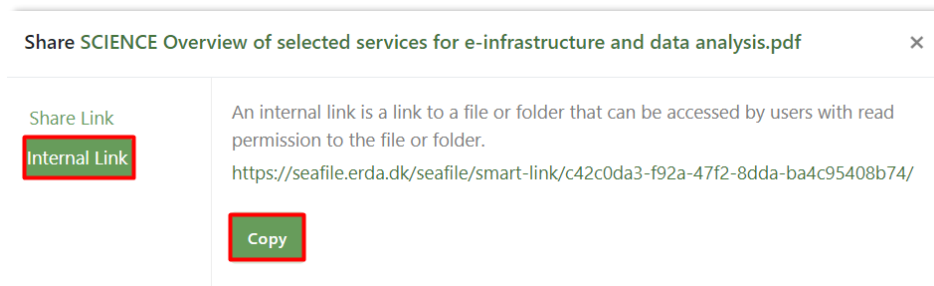 Share SCIENCE Overview of selected services for e-infrastructure and data analysis.pdf ×
Share Link
Internal Link
An internal link is a link to a file or folder that can be accessed by users with read
permission to the file or folder.
https://seafile.erda.dk/seafile/smart-link/c42c0da3-f92a-47f2-8dda-ba4c95408b74/
Copy